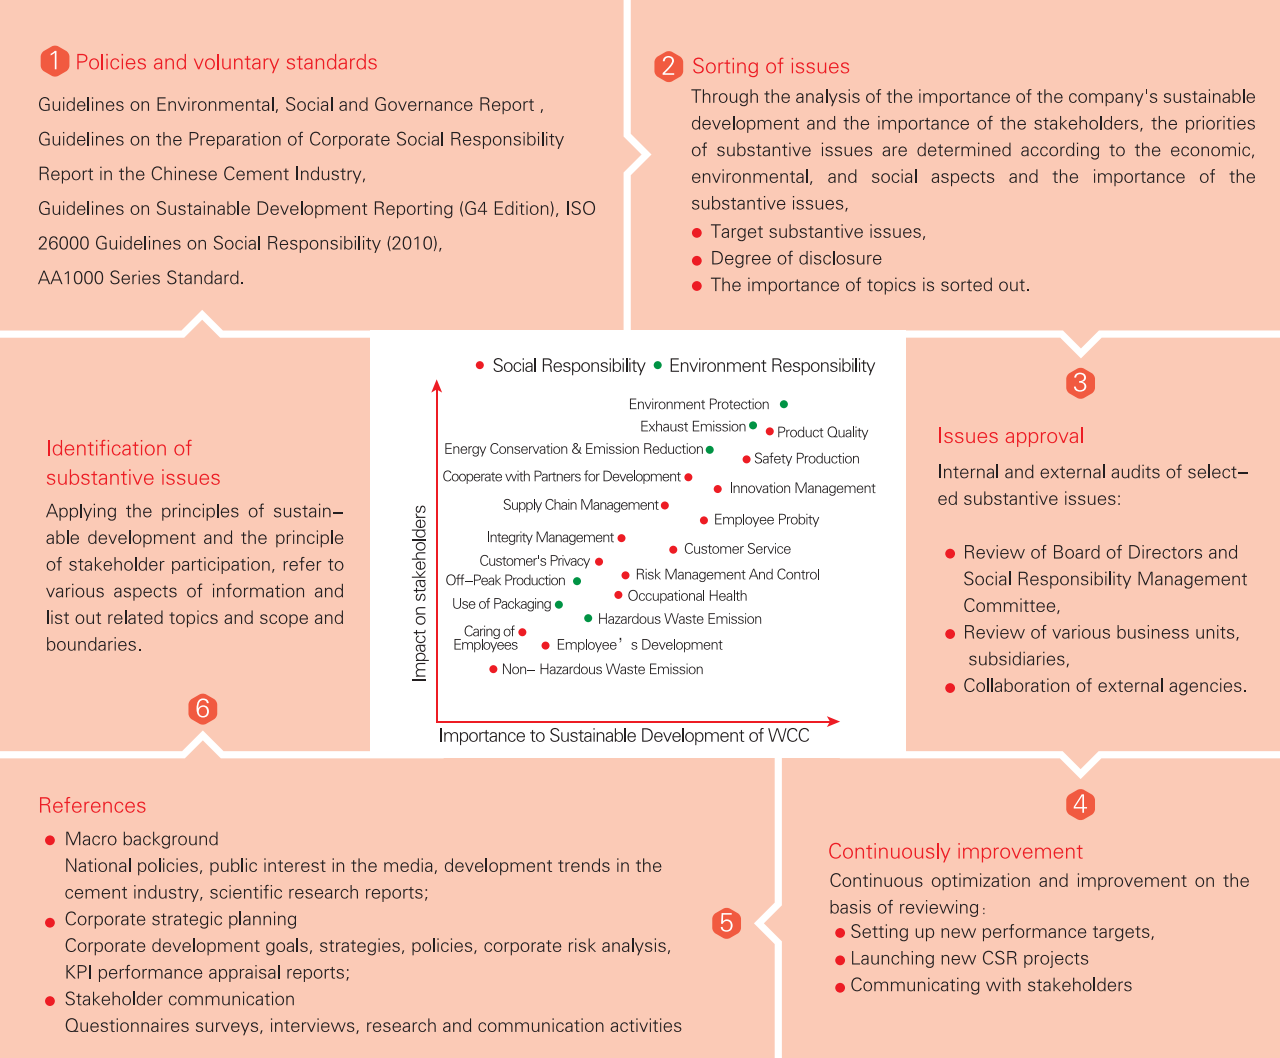 1 Policies and voluntary standards
Guidelines on Environmental, Social and Governance Report ,
Guidelines on the Preparation of Corporate Social Responsibility
Report in the Chinese Cement Industry,
Guidelines on Sustainable Development Reporting (G4 Edition), ISO
26000 Guidelines on Social Responsibility (2010),
AA1000 Series Standard.
2 Sorting of issues
Through the analysis of the importance of the company's sustainable
development and the importance of the stakeholders, the priorities
of substantive issues are determined according to the economic,
environmental, and social aspects and the importance of the
substantive issues,
● Target substantive issues,
● Degree of disclosure
● The importance of topics is sorted out.
3
Issues approval
Internal and external audits of select–
ed substantive issues:
● Review of Board of Directors and
Social Responsibility Management
Committee,
● Review of various business units,
subsidiaries,
● Collaboration of external agencies.
4
Continuously improvement
Continuous optimization and improvement on the
basis of reviewing:
● Setting up new performance targets,
● Launching new CSR projects
● Communicating with stakeholders
5
References
● Macro background
National policies, public interest in the media, development trends in the
cement industry, scientific research reports;
● Corporate strategic planning
Corporate development goals, strategies, policies, corporate risk analysis,
KPI performance appraisal reports;
● Stakeholder communication
Questionnaires surveys, interviews, research and communication activities
6
Identification of
substantive issues
Applying the principles of sustain–
able development and the principle
of stakeholder participation, refer to
various aspects of information and
list out related topics and scope and
boundaries.
● Social Responsibility ● Environment Responsibility
Impact on stakeholders
Environment Protection
Exhaust Emission
Product Quality
Energy Conservation & Emission Reduction
Safety Production
Cooperate with Partners for Development
Innovation Management
Supply Chain Management
Employee Probity
Integrity Management
Customer Service
Customer's Privacy
Risk Management And Control
Off–Peak Production
Occupational Health
Use of Packaging
Hazardous Waste Emission
Caring of
Employees
Employee’s Development
Non– Hazardous Waste Emission
Importance to Sustainable Development of WCC